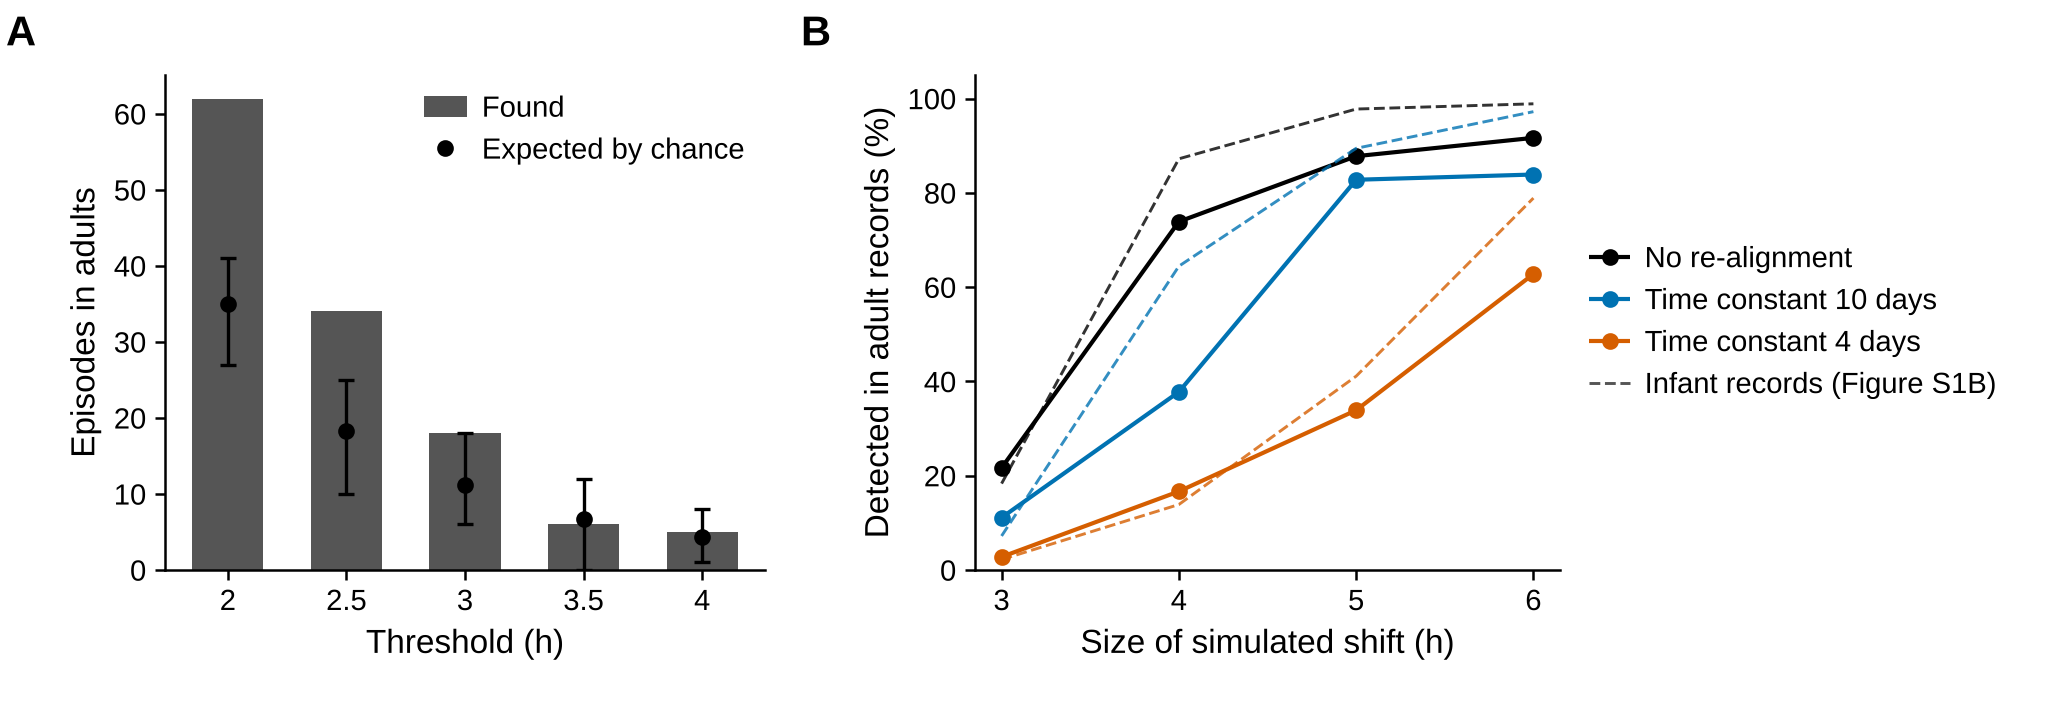 A
Episodes in adults
60
50
40
30
20
10
0
2 2.5 3 3.5 4
Threshold (h)
Found
Expected by chance
B
Detected in adult records (%)
100
80
60
40
20
0
3 4 5 6
Size of simulated shift (h)
No re-alignment
Time constant 10 days
Time constant 4 days
Infant records (Figure S1B)